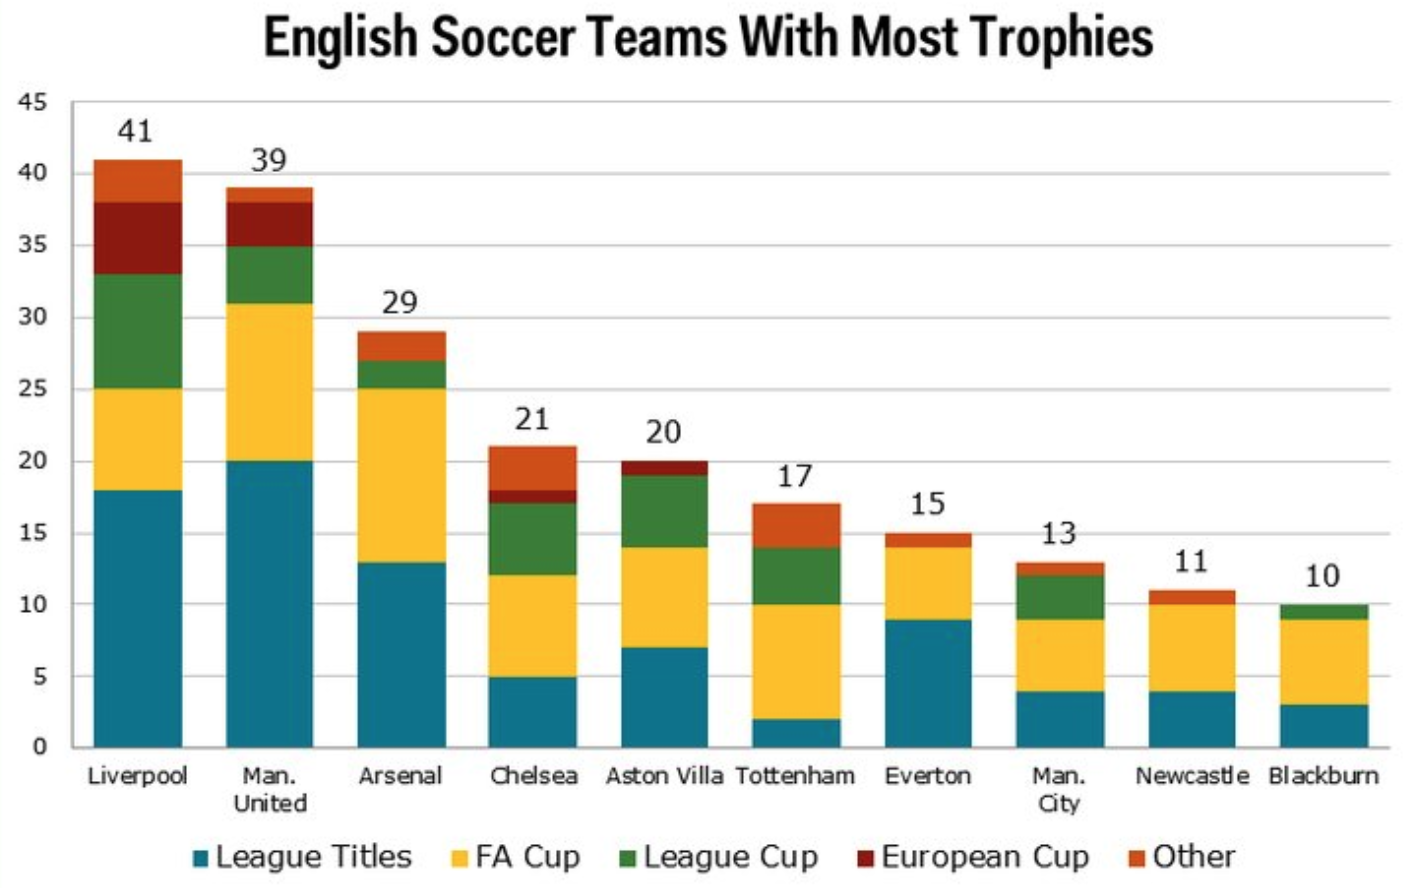 English Soccer Teams With Most Trophies
45
40
35
30
25
20
15
10
5
0
41
39
29
21
20
17
15
13
11
10
Liverpool
Man.
United
Arsenal
Chelsea
Aston Villa
Tottenham
Everton
Man.
City
Newcastle
Blackburn
League Titles
FA Cup
League Cup
European Cup
Other